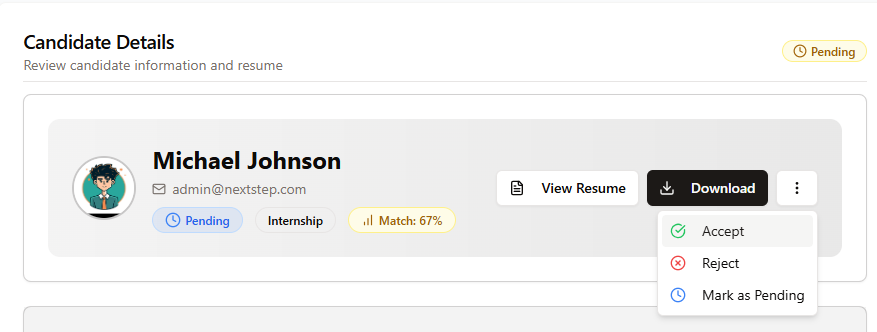 Candidate Details
Review candidate information and resume
Pending
Michael Johnson
admin@nextstep.com
Pending
Internship
Match: 67%
View Resume
Download
Accept
Reject
Mark as Pending